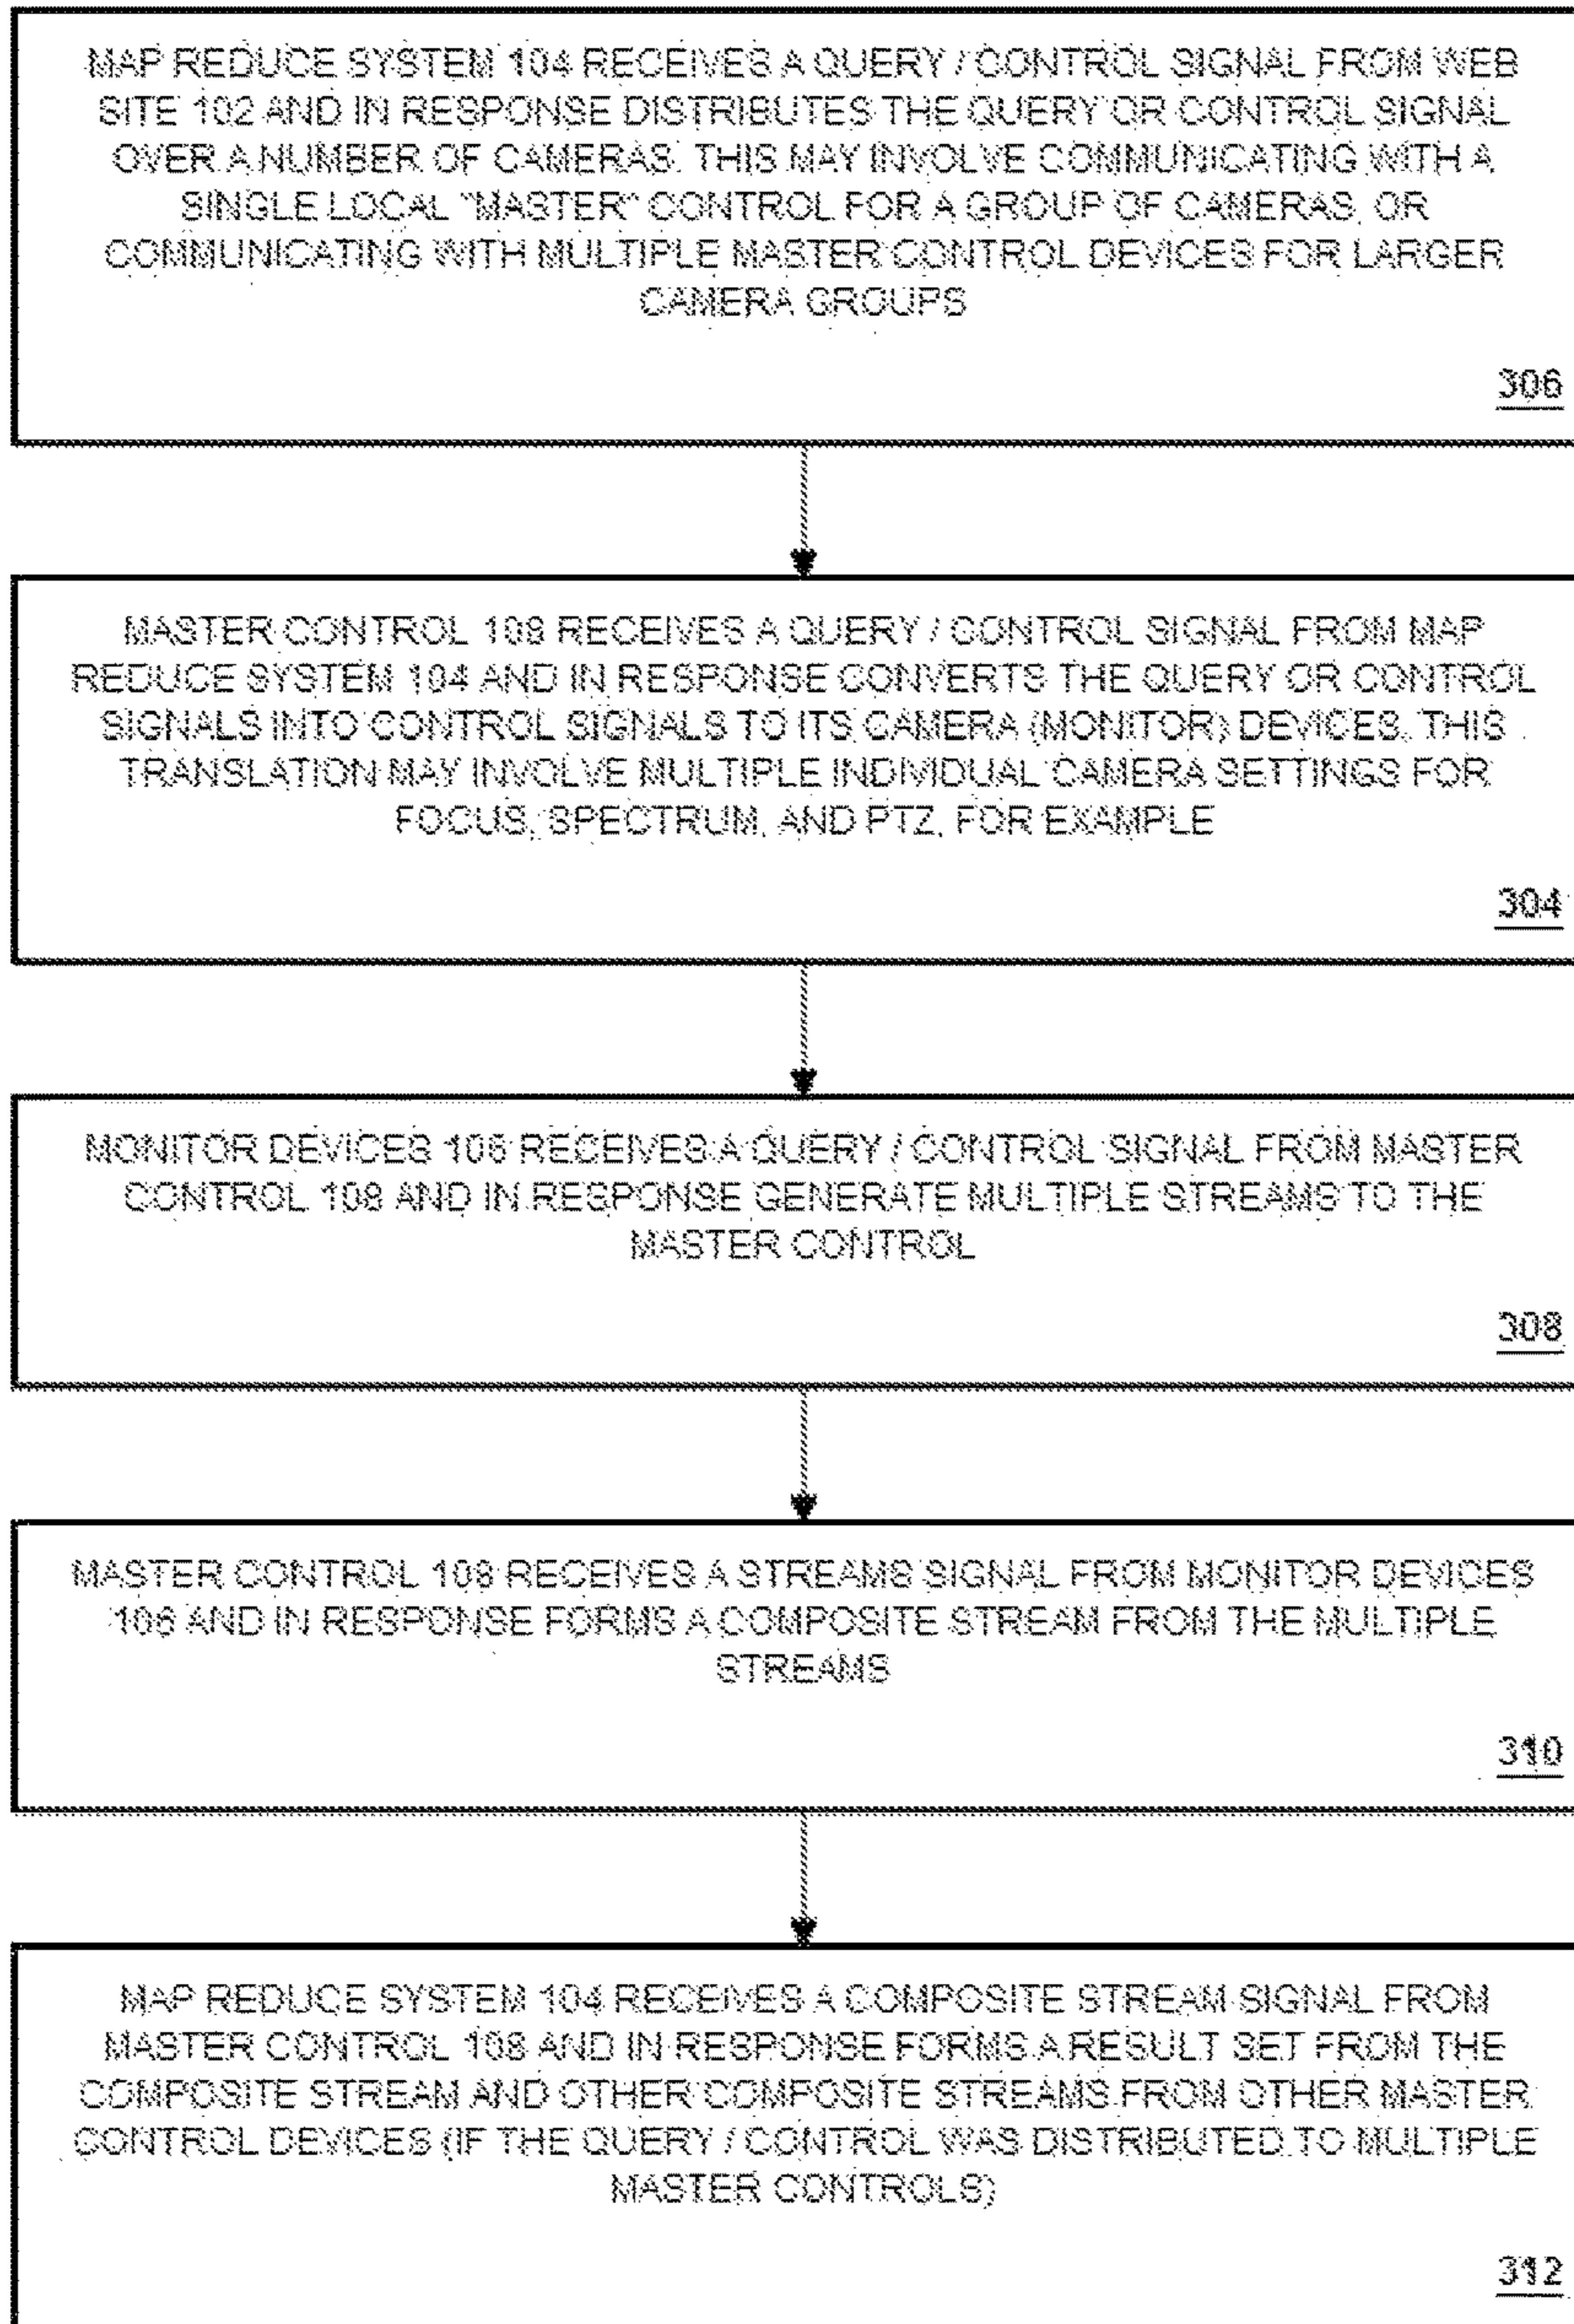 MAP REDUCE SYSTEM 104 RECEIVES A QUERY / CONTROL SIGNAL FROM WEB
SITE 102 AND IN RESPONSE DISTRIBUTES THE QUERY OR CONTROL SIGNAL
OVER A NUMBER OF CAMERAS. THIS MAY INVOLVE COMMUNICATING WITH A
SINGLE LOCAL "MASTER" CONTROL FOR A GROUP OF CAMERAS, OR
COMMUNICATING WITH MULTIPLE MASTER CONTROL DEVICES FOR LARGER
CAMERA GROUPS
306
MASTER CONTROL 108 RECEIVES A QUERY / CONTROL SIGNAL FROM MAP
REDUCE SYSTEM 104 AND IN RESPONSE CONVERTS THE QUERY OR CONTROL
SIGNALS INTO CONTROL SIGNALS TO ITS CAMERA (MONITOR) DEVICES. THIS
TRANSLATION MAY INVOLVE MULTIPLE INDIVIDUAL CAMERA SETTINGS FOR
FOCUS, SPECTRUM, AND PTZ, FOR EXAMPLE
304
MONITOR DEVICES 106 RECEIVES A QUERY / CONTROL SIGNAL FROM MASTER
CONTROL 108 AND IN RESPONSE GENERATE MULTIPLE STREAMS TO THE
MASTER CONTROL
308
MASTER CONTROL 108 RECEIVES A STREAMS SIGNAL FROM MONITOR DEVICES
106 AND IN RESPONSE FORMS A COMPOSITE STREAM FROM THE MULTIPLE
STREAMS
310
MAP REDUCE SYSTEM 104 RECEIVES A COMPOSITE STREAM SIGNAL FROM
MASTER CONTROL 108 AND IN RESPONSE FORMS A RESULT SET FROM THE
COMPOSITE STREAM AND OTHER COMPOSITE STREAMS FROM OTHER MASTER
CONTROL DEVICES (IF THE QUERY / CONTROL WAS DISTRIBUTED TO MULTIPLE
MASTER CONTROLS)
312